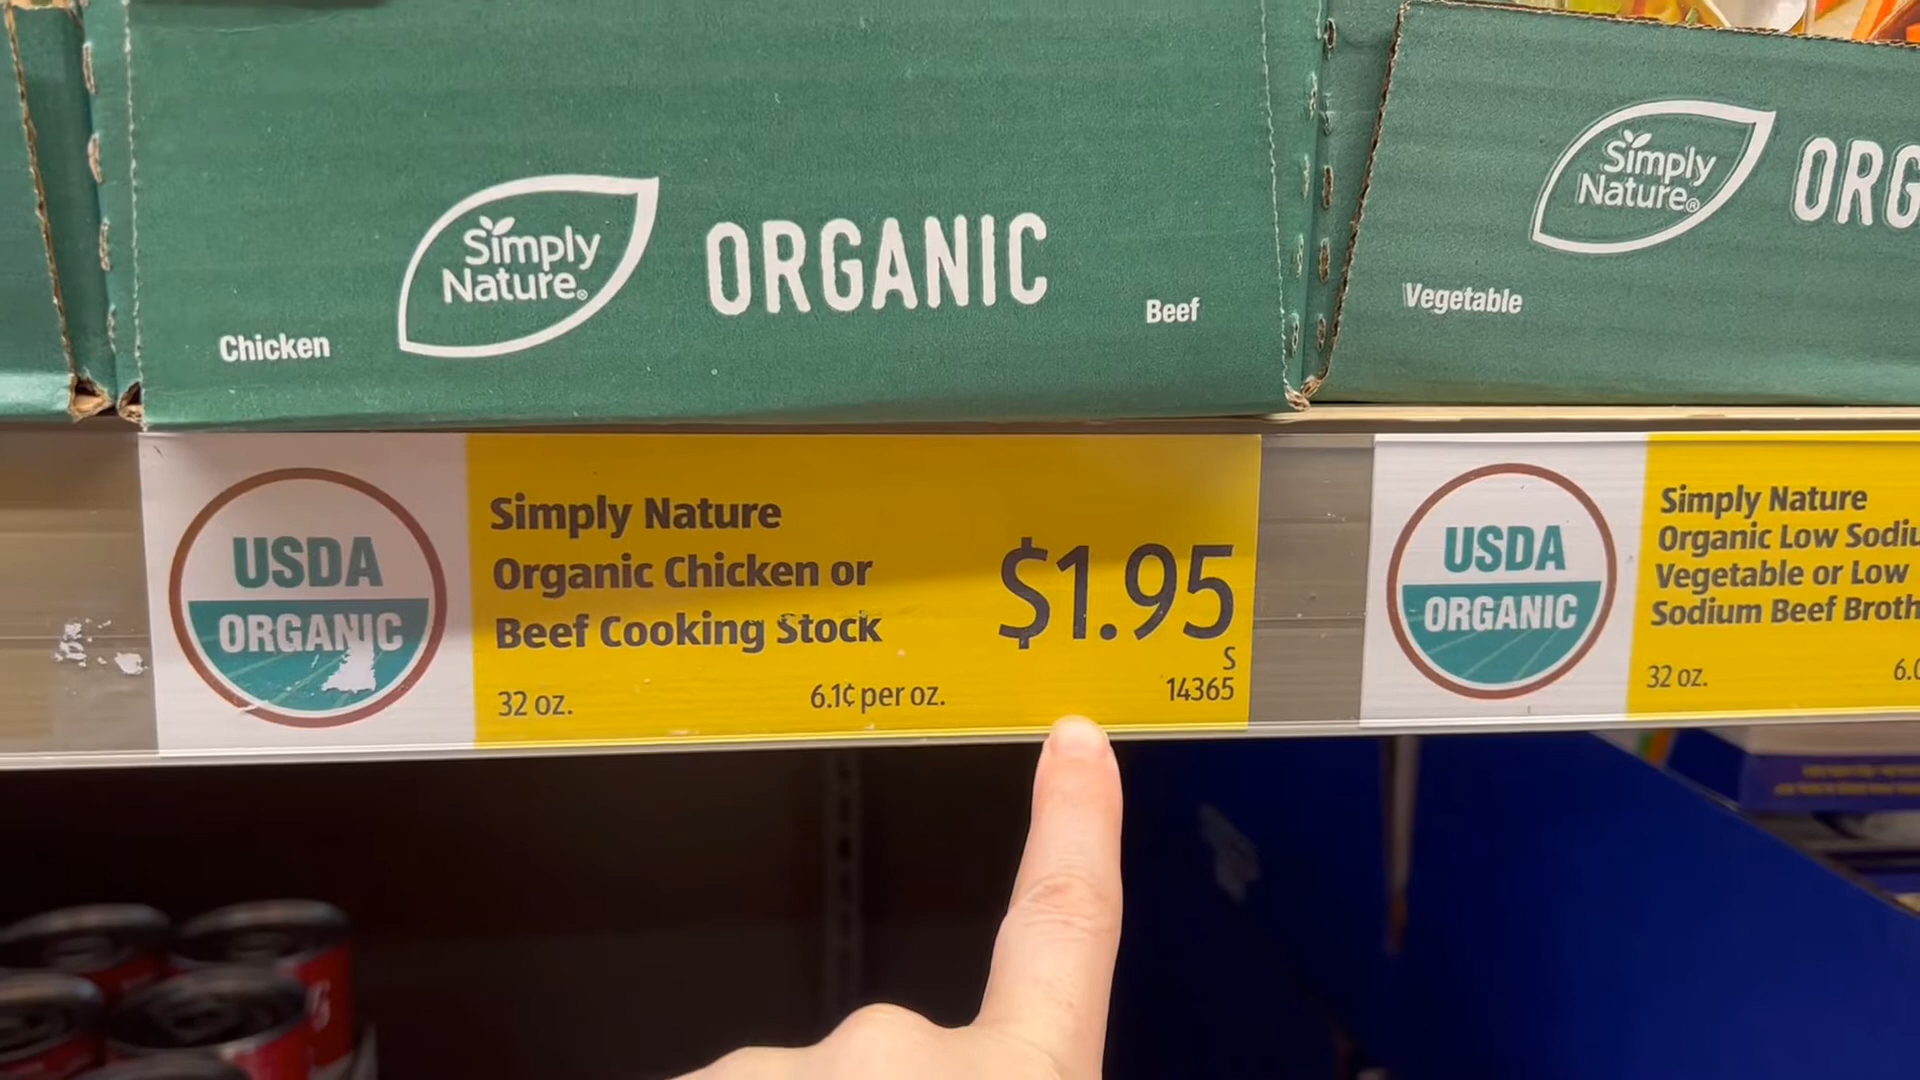 Simply
Nature®
ORGANIC
Chicken
Beef
Simply
Nature®
ORG
Vegetable
USDA
ORGANIC
Simply Nature
Organic Chicken or
Beef Cooking Stock
$1.95
S
32 oz.
6.1¢ per oz.
14365
USDA
ORGANIC
Simply Nature
Organic Low Sodiu
Vegetable or Low
Sodium Beef Broth
32 oz.
6.0